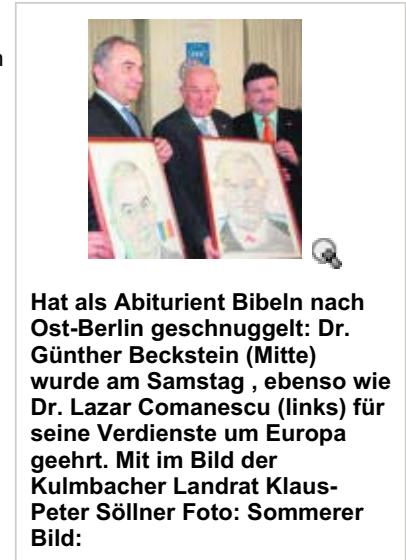 n
Hat als Abiturient Bibeln nach
Ost-Berlin geschnuggelt: Dr.
Günther Beckstein (Mitte)
wurde am Samstag , ebenso wie
Dr. Lazar Comanescu (links) für
seine Verdienste um Europa
geehrt. Mit im Bild der
Kulmbacher Landrat Klaus-
Peter Söllner Foto: Sommerer
Bild: